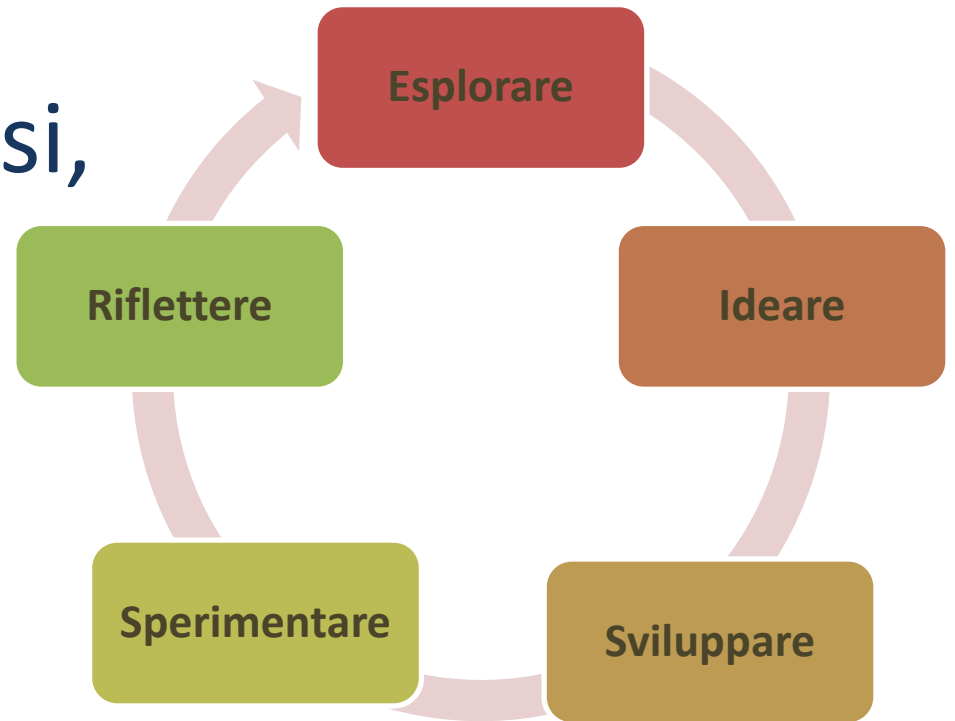 si,
Esplorare
Ideare
Sviluppare
Sperimentare
Riflettere